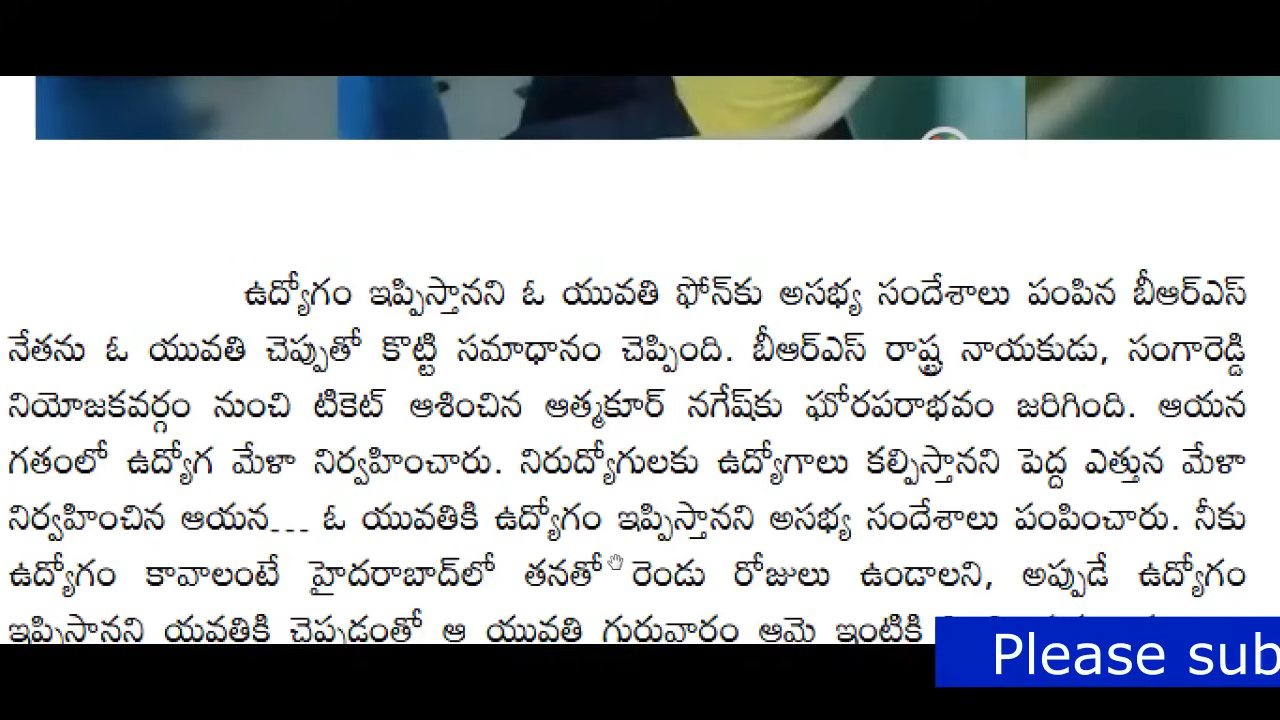 ఉద్యోగం ఇప్పిస్తానని ఓ యువతి ఫోన్‌కు అసభ్య సందేశాలు పంపిన బీఆర్ఎస్
నేతను ఓ యువతి చెప్పుతో కొట్టి సమాధానం చెప్పింది. బీఆర్ఎస్ రాష్ట్ర నాయకుడు, సంగారెడ్డి
నియోజకవర్గం నుంచి టికెట్ ఆశించిన ఆత్మకూర్ నగేష్‌కు ఘోరపరాభవం జరిగింది. ఆయన
గతంలో ఉద్యోగ మేళా నిర్వహించారు. నిరుద్యోగులకు ఉద్యోగాలు కల్పిస్తానని పెద్ద ఎత్తున మేళా
నిర్వహించిన ఆయన... ఓ యువతికి ఉద్యోగం ఇప్పిస్తానని అసభ్య సందేశాలు పంపించారు. నీకు
ఉద్యోగం కావాలంటే హైదరాబాద్‌లో తనతో రెండు రోజులు ఉండాలని, అప్పుడే ఉద్యోగం
ఇప్పిస్తానని యువతికి చెప్పడంతో ఆ యువతి గురువారం ఆమె ఇంటికి
Please sub